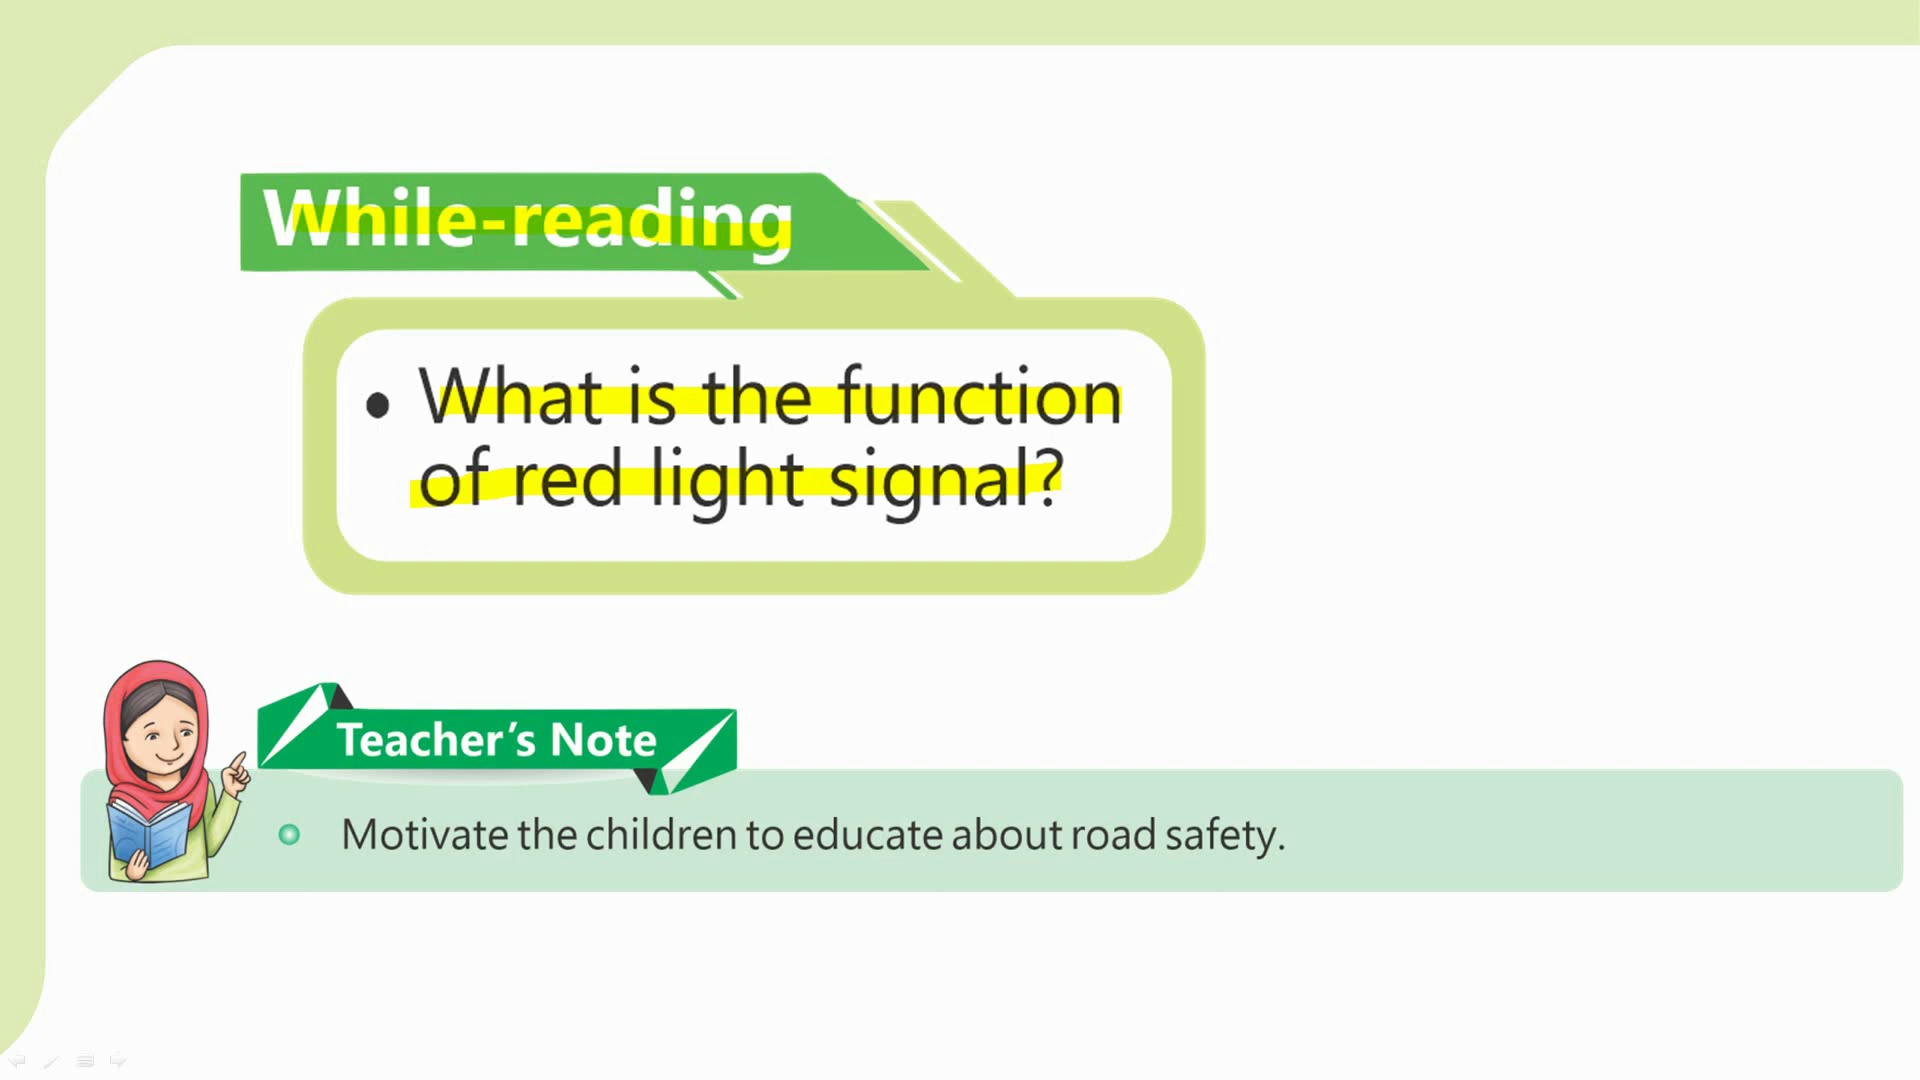 While-reading
• What is the function
of red light signal?
Teacher’s Note
Motivate the children to educate about road safety.